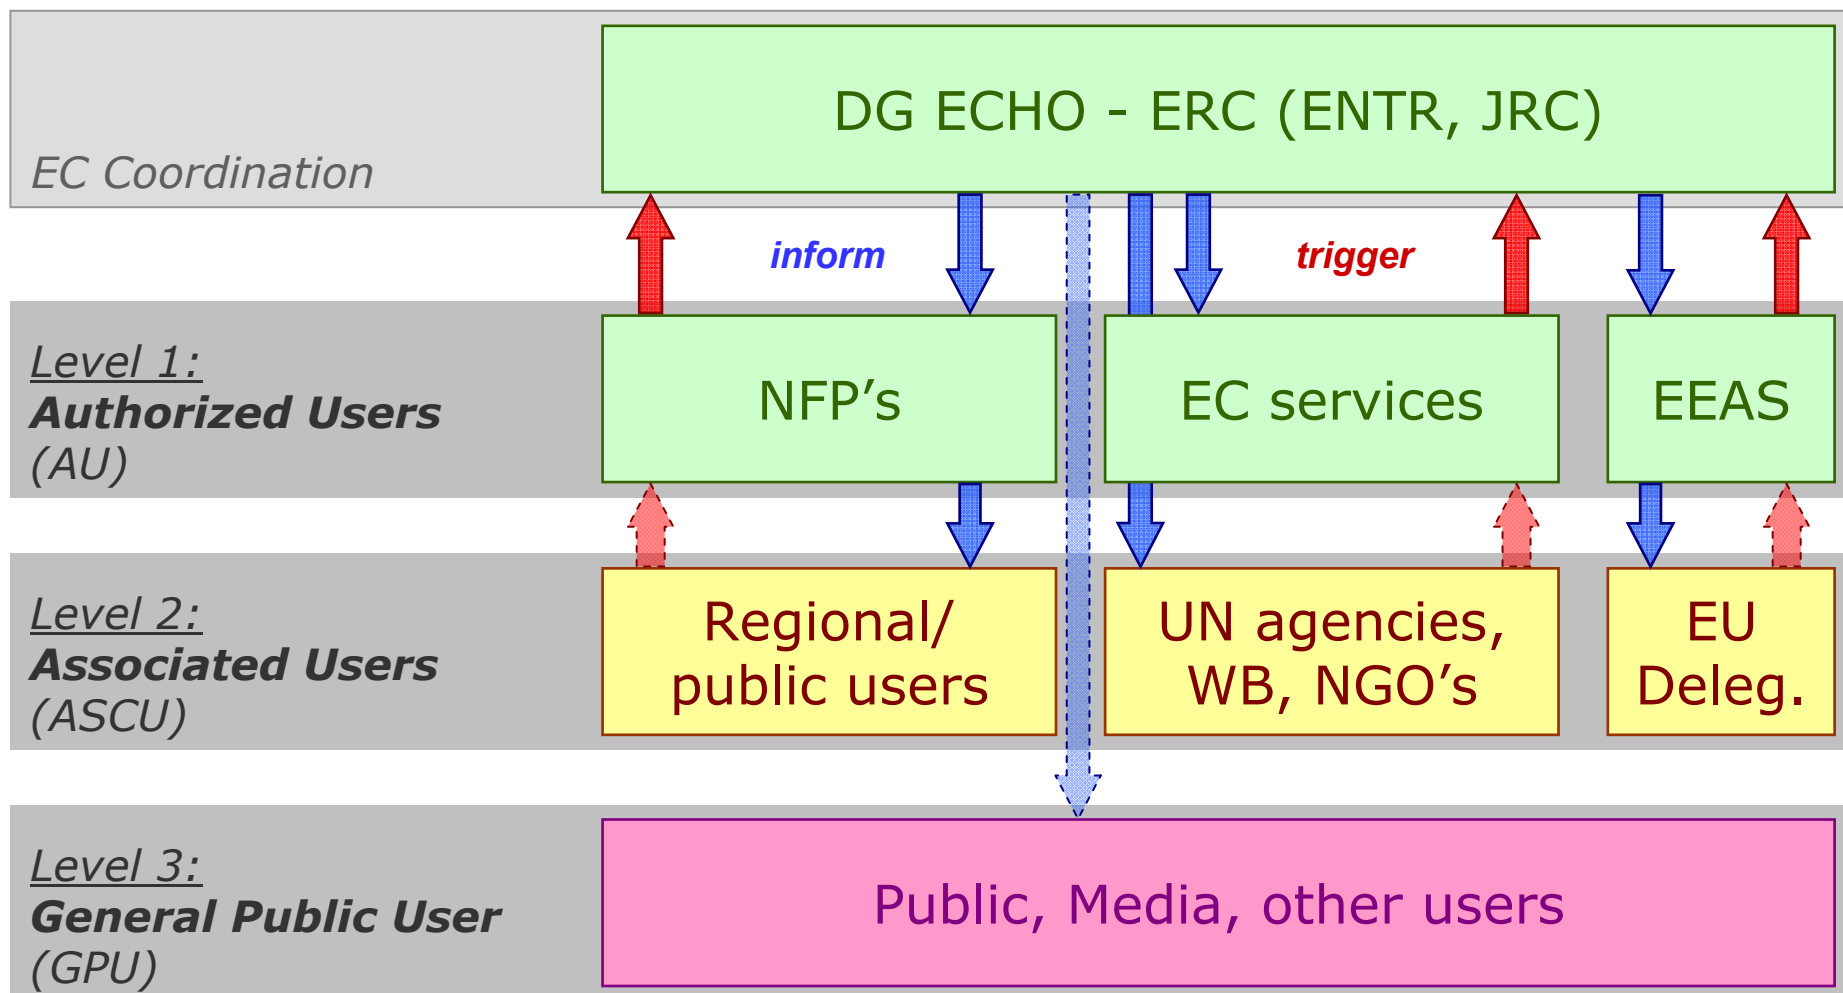 DG ECHO - ERC (ENTR, JRC)
EC Coordination
inform
trigger
Level 1:
Authorized Users
(AU)
NFP’s
EC services
EEAS
Level 2:
Associated Users
(ASCU)
Regional/
public users
UN agencies,
WB, NGO’s
EU
Deleg.
Level 3:
General Public User
(GPU)
Public, Media, other users